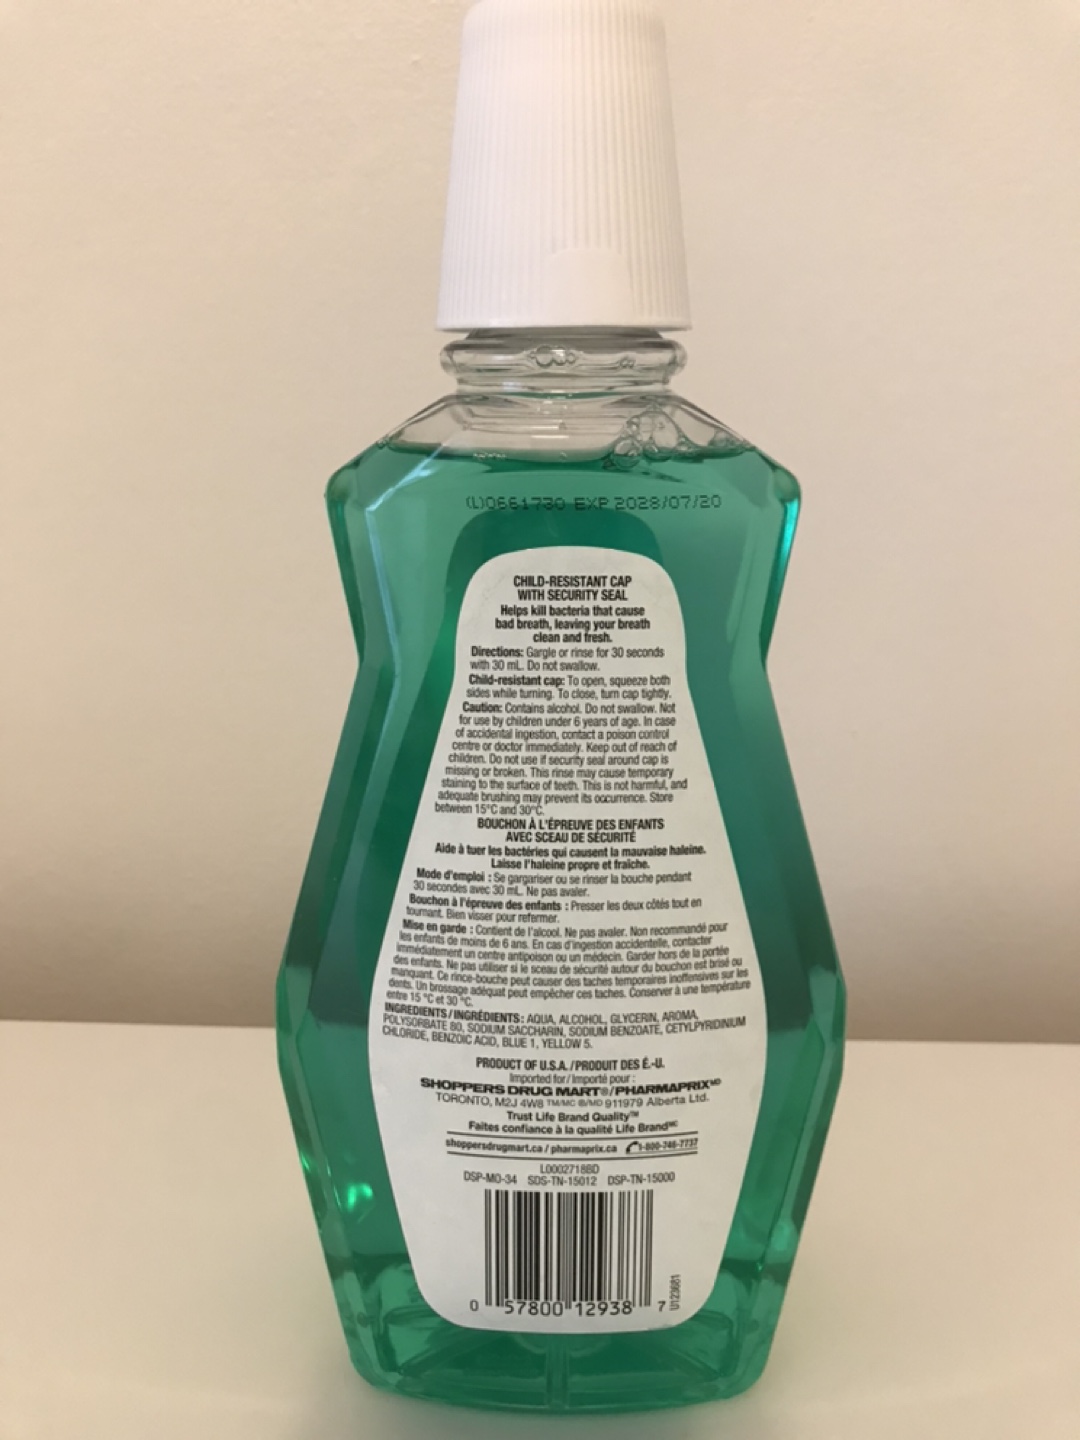 (L)0661730 EXP 2028/07/20
CHILD-RESISTANT CAP
WITH SECURITY SEAL
Helps kill bacteria that cause
bad breath, leaving your breath
clean and fresh.
Directions: Gargle or rinse for 30 seconds
with 30 mL. Do not swallow.
Child-resistant cap: To open, squeeze both
sides while turning. To close, turn cap tightly.
Caution: Contains alcohol. Do not swallow. Not
for use by children under 6 years of age. In case
of accidental ingestion, contact a poison control
centre or doctor immediately. Keep out of reach of
children. Do not use if security seal around cap is
missing or broken. This rinse may cause temporary
staining to the surface of teeth. This is not harmful, and
adequate brushing may prevent its occurrence. Store
between 15°C and 30°C.
BOUCHON À L'ÉPREUVE DES ENFANTS
AVEC SCEAU DE SÉCURITÉ
Aide à tuer les bactéries qui causent la mauvaise haleine.
Laisse l'haleine propre et fraîche.
Mode d'emploi : Se gargariser ou se rinser la bouche pendant
30 secondes avec 30 mL. Ne pas avaler.
Bouchon à l'épreuve des enfants : Presser les deux côtés tout en
tournant. Bien visser pour refermer.
Mise en garde : Contient de l'alcool. Ne pas avaler. Non recommandé pour
les enfants de moins de 6 ans. En cas d'ingestion accidentelle, contacter
immédiatement un centre antipoison ou un médecin. Garder hors de la portée
des enfants. Ne pas utiliser si le sceau de sécurité autour du bouchon est brisé ou
manquant. Ce rince-bouche peut causer des taches temporaires inoffensives sur les
dents. Un brossage adéquat peut empêcher ces taches. Conserver à une température
entre 15 °C et 30 °C.
INGREDIENTS / INGRÉDIENTS : AQUA, ALCOHOL, GLYCERIN, AROMA,
POLYSORBATE 80, SODIUM SACCHARIN, SODIUM BENZOATE, CETYLPYRIDINIUM
CHLORIDE, BENZOIC ACID, BLUE 1, YELLOW 5.
PRODUCT OF U.S.A. / PRODUIT DES É.-U.
Imported for / Importé pour :
SHOPPERS DRUG MART®/PHARMAPRIX MD
TORONTO, M2J 4W8 TM/MC ®/MD 911979 Alberta Ltd.
Trust Life Brand Quality™
Faites confiance à la qualité Life Brand MC
shoppersdrugmart.ca / pharmaprix.ca 1-800-746-7737
L0002718BD
DSP-MO-34 SDS-TN-15012 DSP-TN-15000
0 57800 12938 7
U123681